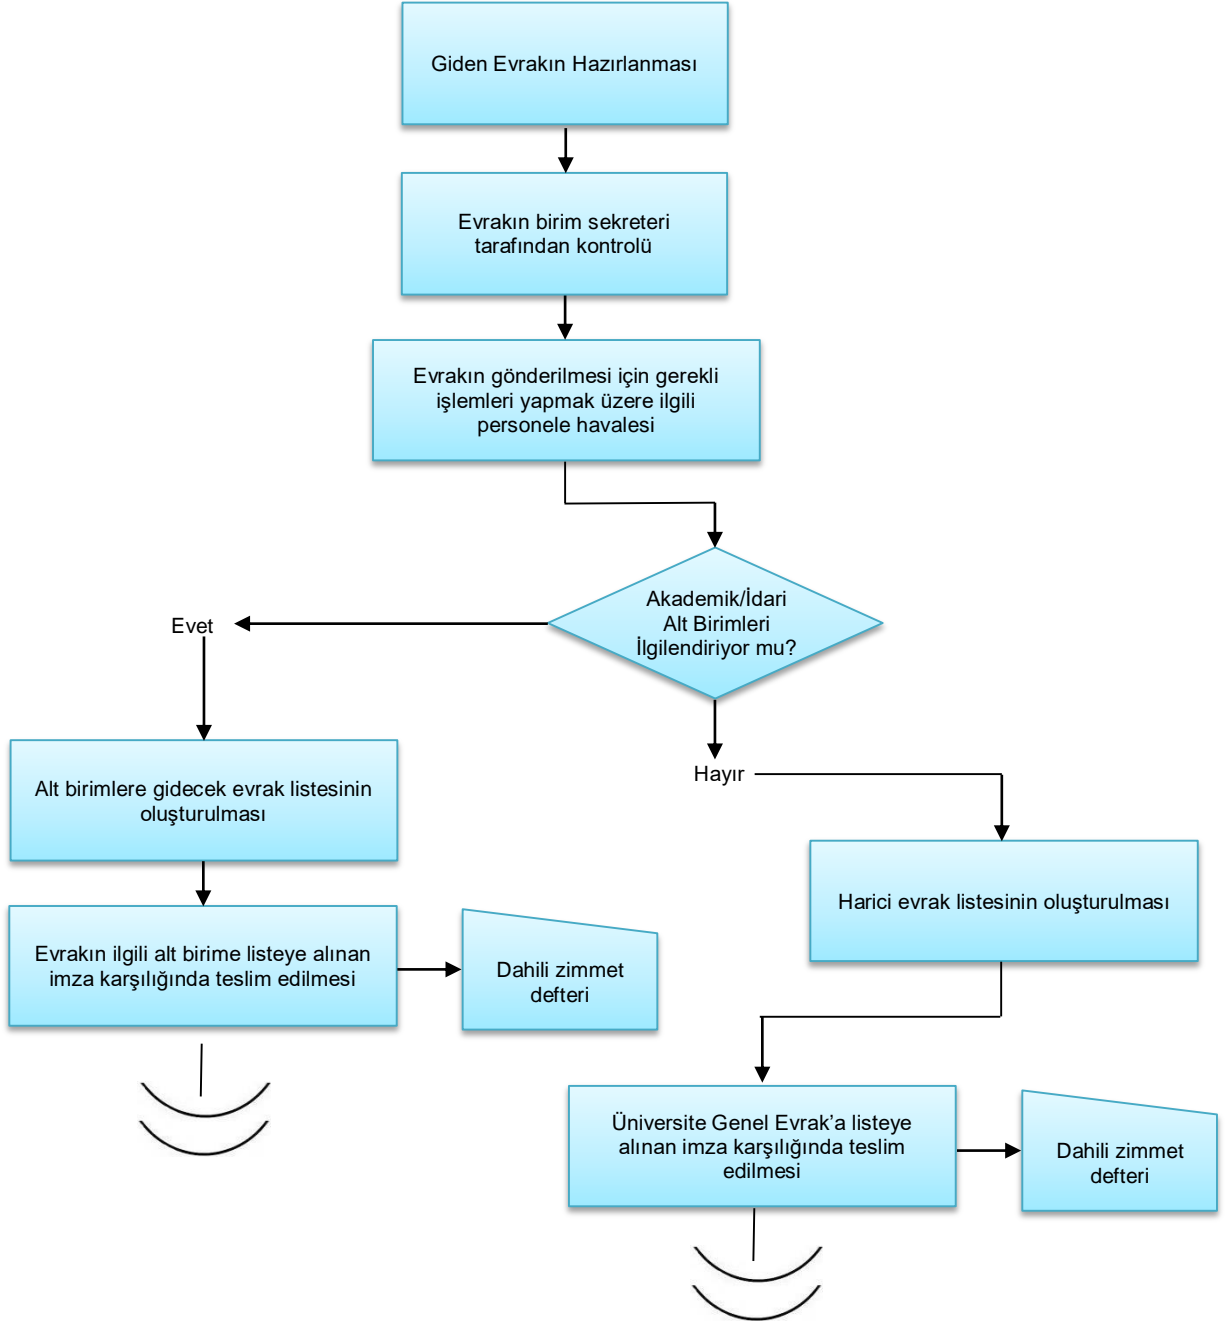 Giden Evrakın Hazırlanması
Evrakın birim sekreteri
tarafından kontrolü
Evrakın gönderilmesi için gerekli
işlemleri yapmak üzere ilgili
personele havalesi
Akademik/İdari
Alt Birimleri
İlgilendiriyor mu?
Evet
Hayır
Alt birimlere gidecek evrak listesinin
oluşturulması
Harici evrak listesinin oluşturulması
Evrakın ilgili alt birime listeye alınan
imza karşılığında teslim edilmesi
Dahili zimmet
defteri
Üniversite Genel Evrak’a listeye
alınan imza karşılığında teslim
edilmesi
Dahili zimmet
defteri